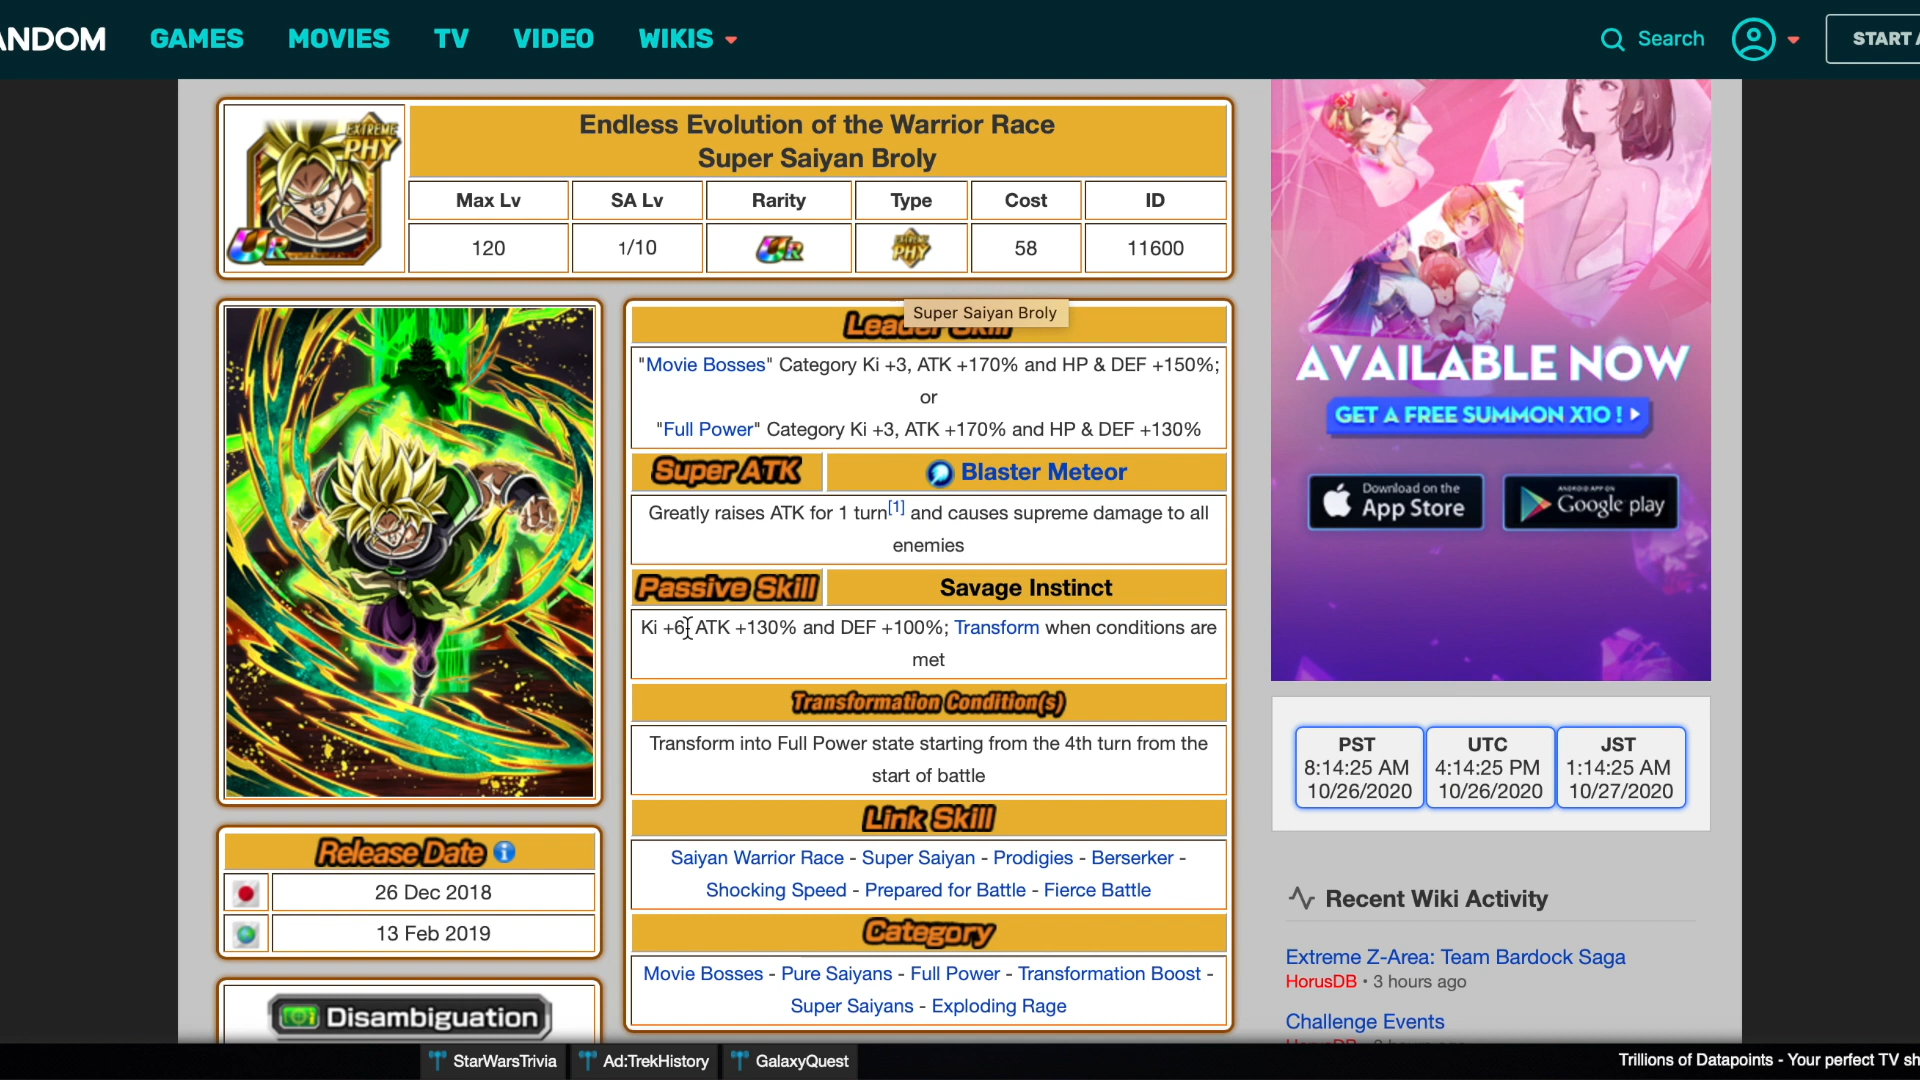 ANDOM
GAMES
MOVIES
TV
VIDEO
WIKIS
Search
START A
EXTREME
PHY
UR
Endless Evolution of the Warrior Race
Super Saiyan Broly
Max Lv
SA Lv
Rarity
Type
Cost
ID
120
1/10
UR
EXTREME
PHY
58
11600
Leader Skill
Super Saiyan Broly
"Movie Bosses" Category Ki +3, ATK +170% and HP & DEF +150%;
or
"Full Power" Category Ki +3, ATK +170% and HP & DEF +130%
Super ATK
Blaster Meteor
Greatly raises ATK for 1 turn[1] and causes supreme damage to all
enemies
Passive Skill
Savage Instinct
Ki +6, ATK +130% and DEF +100%; Transform when conditions are
met
Transformation Condition(s)
Transform into Full Power state starting from the 4th turn from the
start of battle
Link Skill
Saiyan Warrior Race - Super Saiyan - Prodigies - Berserker -
Shocking Speed - Prepared for Battle - Fierce Battle
Category
Movie Bosses - Pure Saiyans - Full Power - Transformation Boost -
Super Saiyans - Exploding Rage
Release Date
26 Dec 2018
13 Feb 2019
Disambiguation
AVAILABLE NOW
GET A FREE SUMMON X10 !
Download on the
App Store
ANDROID APP ON
Google play
PST
8:14:25 AM
10/26/2020
UTC
4:14:25 PM
10/26/2020
JST
1:14:25 AM
10/27/2020
Recent Wiki Activity
Extreme Z-Area: Team Bardock Saga
HorusDB • 3 hours ago
Challenge Events
StarWarsTrivia
Ad:TrekHistory
GalaxyQuest
Trillions of Datapoints - Your perfect TV sh